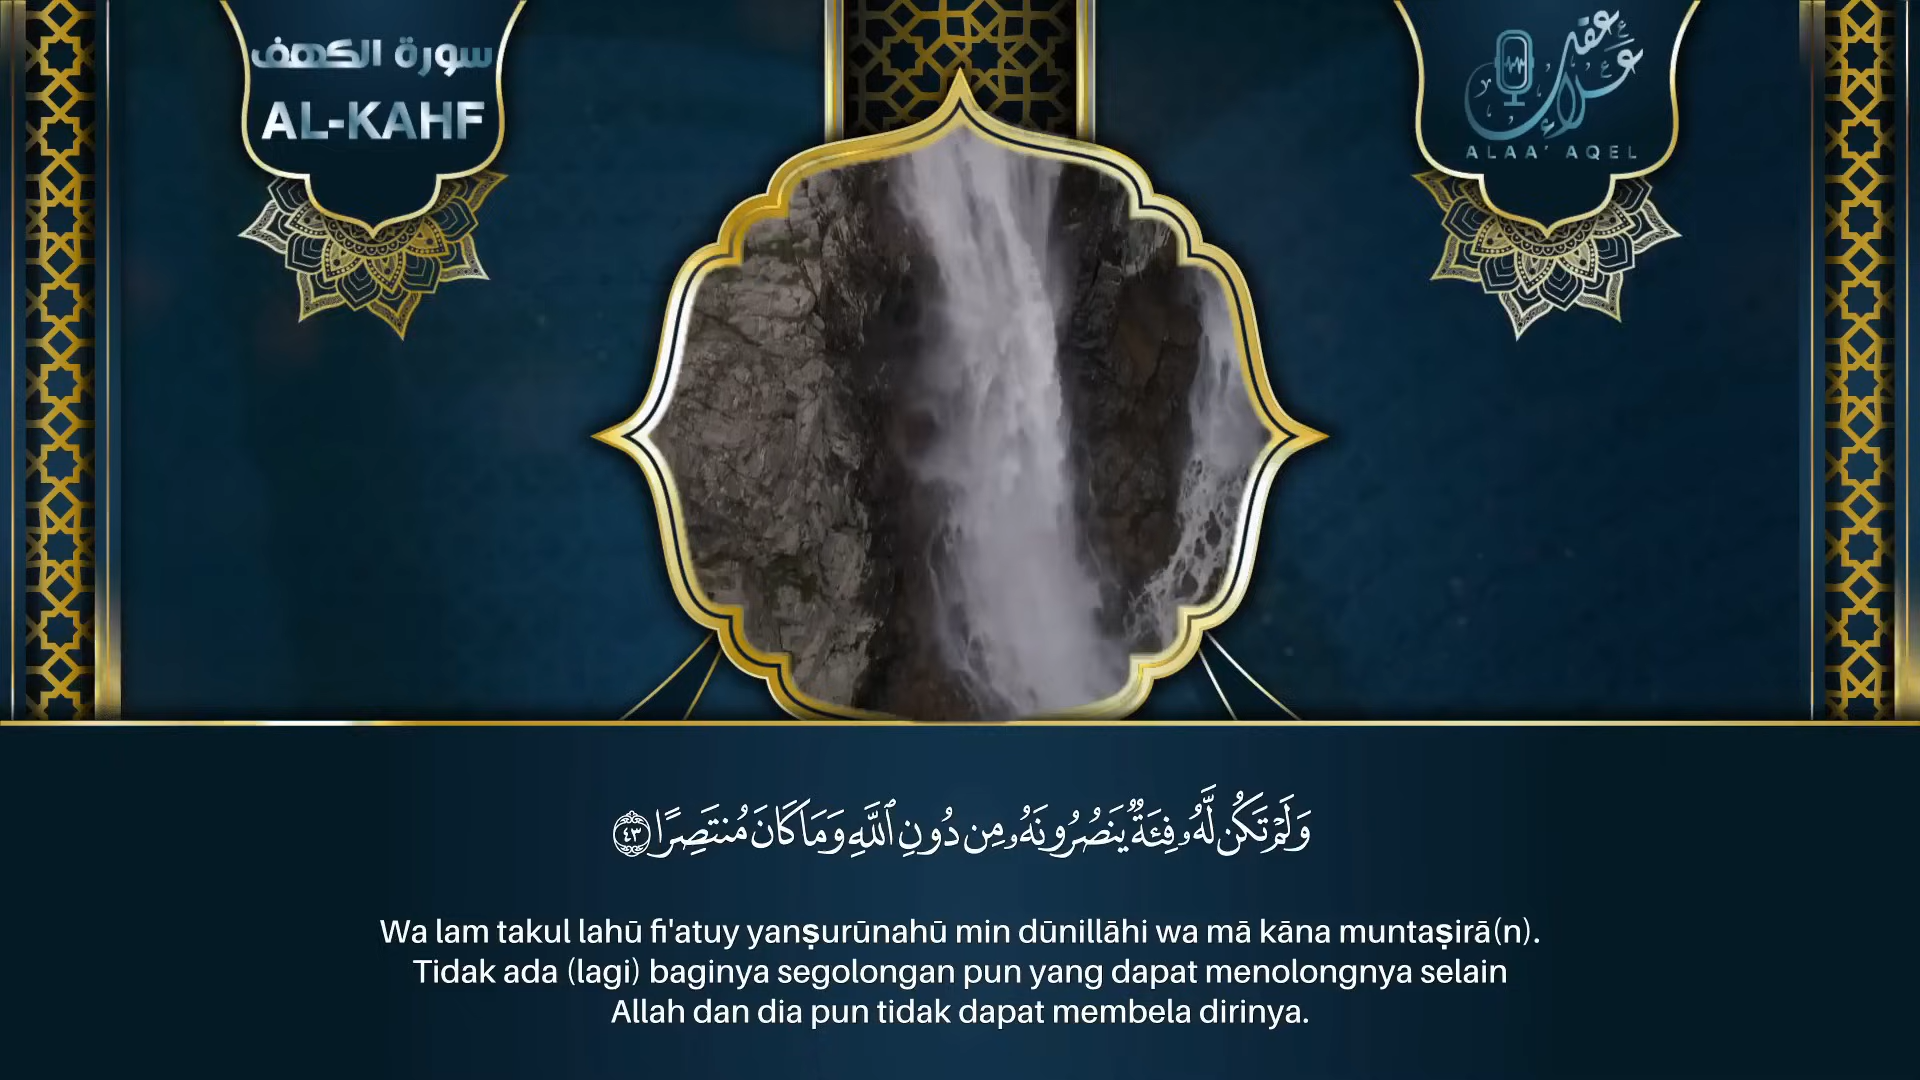 سورة الكهف
AL-KAHF
علاء عقل
ALAA' AQEL
وَلَمْ تَكُن لَّهُۥ فِئَةٌ يَنصُرُونَهُۥ مِن دُونِ ٱللَّهِ وَمَا كَانَ مُنتَصِرًا ٤٣
Wa lam takul lahū fi'atuy yanṣurūnahū min dūnillāhi wa mā kāna muntaṣirā(n).
Tidak ada (lagi) baginya segolongan pun yang dapat menolongnya selain
Allah dan dia pun tidak dapat membela dirinya.